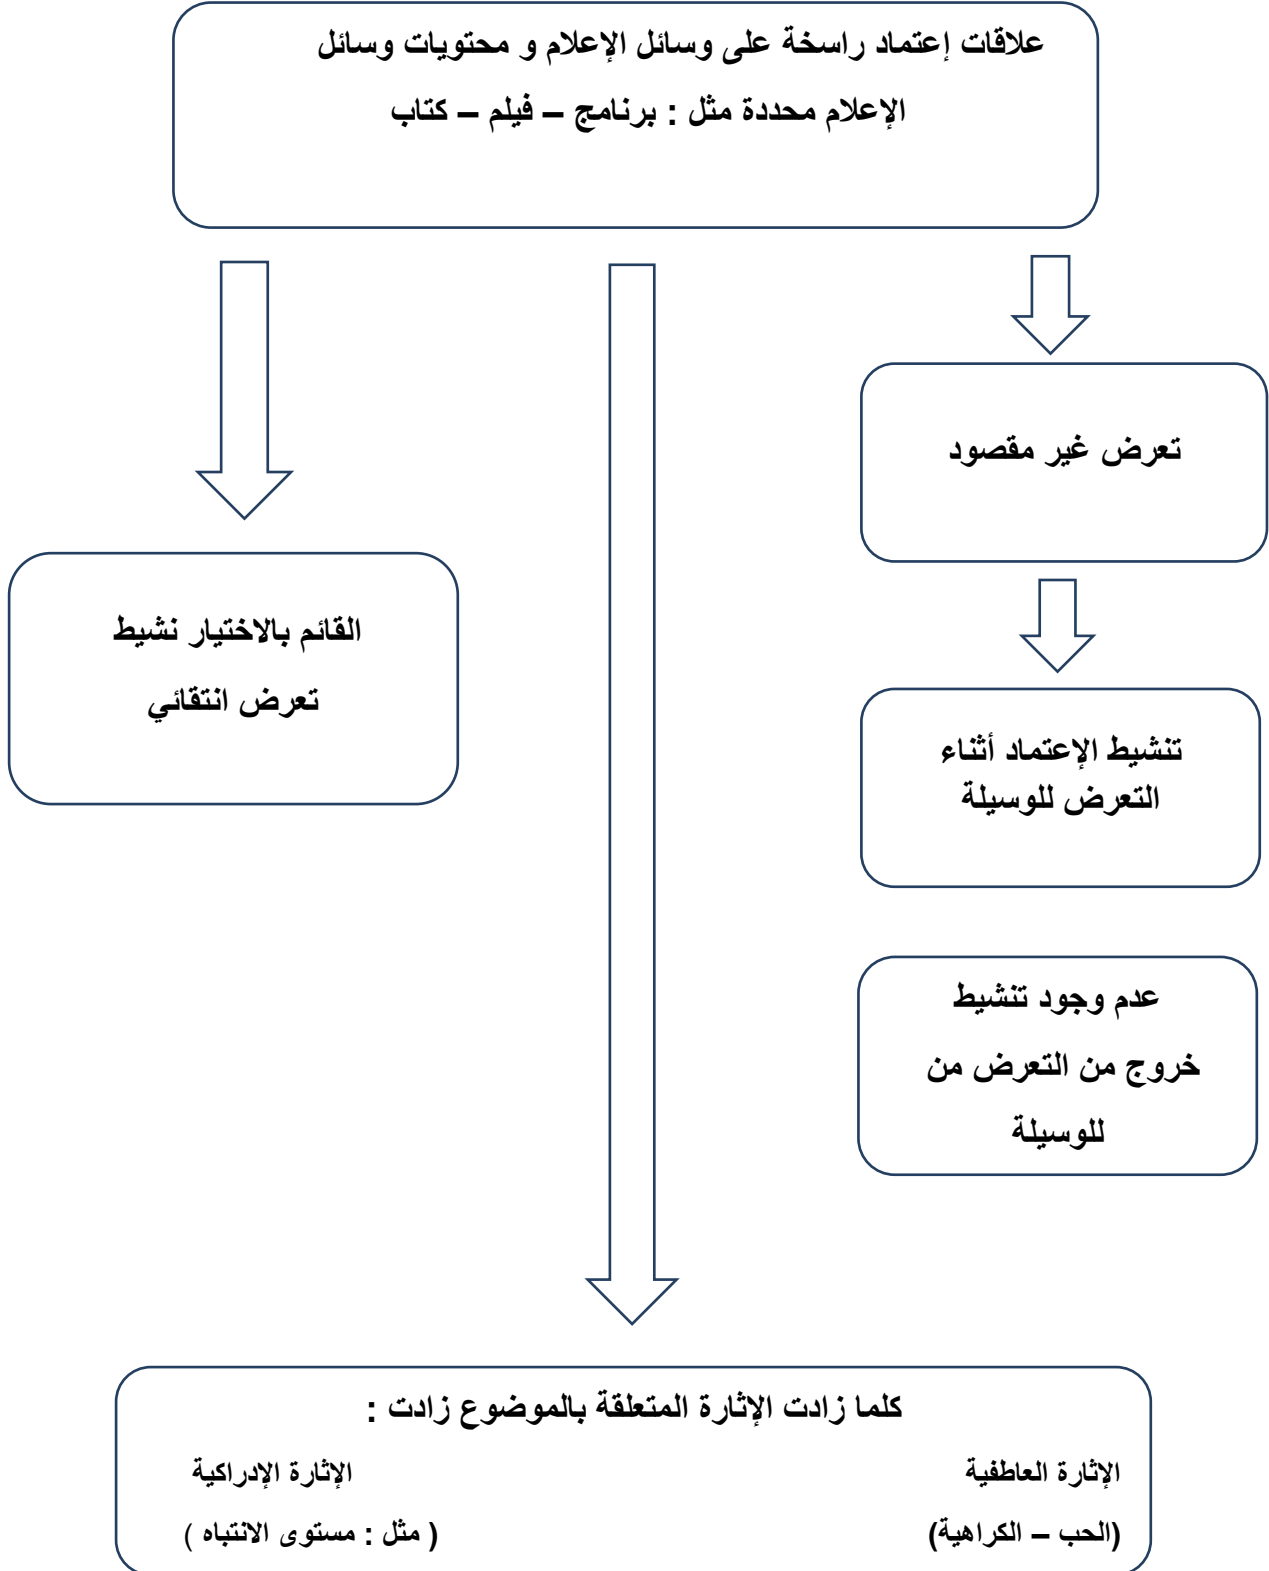 علاقات إعتماد راسخة على وسائل الإعلام و محتويات وسائل
الإعلام محددة مثل : برنامج – فيلم – كتاب
تعرض غير مقصود
القائم بالاختيار نشيط
تعرض انتقائي
تنشيط الإعتماد أثناء
التعرض للوسيلة
عدم وجود تنشيط
خروج من التعرض من
للوسيلة
كلما زادت الإثارة المتعلقة بالموضوع زادت :
الإثارة العاطفية الإثارة الإدراكية
(الحب – الكراهية) ( مثل : مستوى الانتباه )